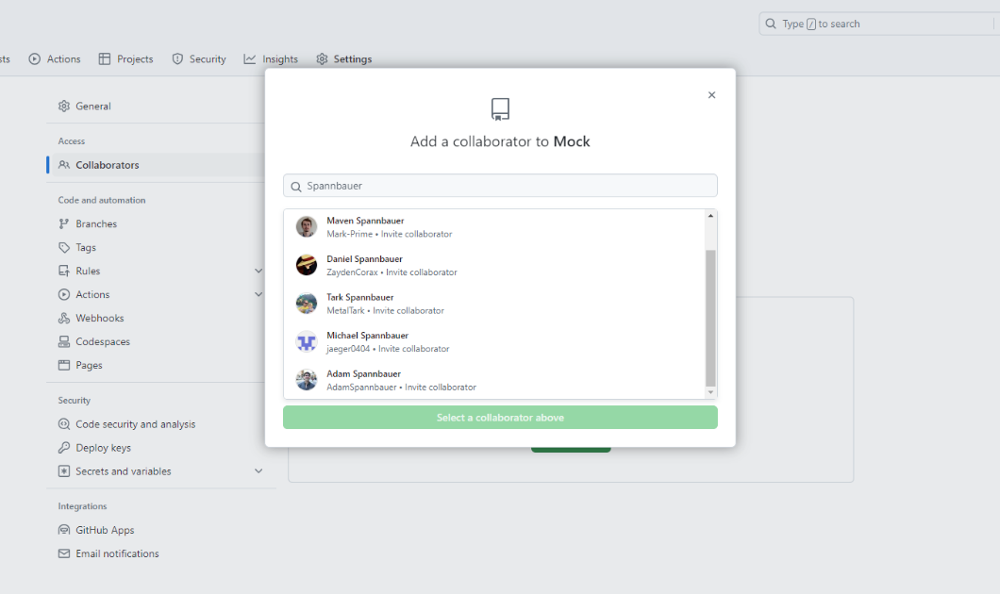 Type / to search
Actions
Projects
Security
Insights
Settings
General
Access
Collaborators
Code and automation
Branches
Tags
Rules
Actions
Webhooks
Codespaces
Pages
Security
Code security and analysis
Deploy keys
Secrets and variables
Integrations
GitHub Apps
Email notifications
Add a collaborator to Mock
Spannbauer
Maven Spannbauer
Mark-Prime • Invite collaborator
Daniel Spannbauer
ZaydenCorax • Invite collaborator
Tark Spannbauer
MetalTark • Invite collaborator
Michael Spannbauer
jaeger0404 • Invite collaborator
Adam Spannbauer
AdamSpannbauer • Invite collaborator
Select a collaborator above